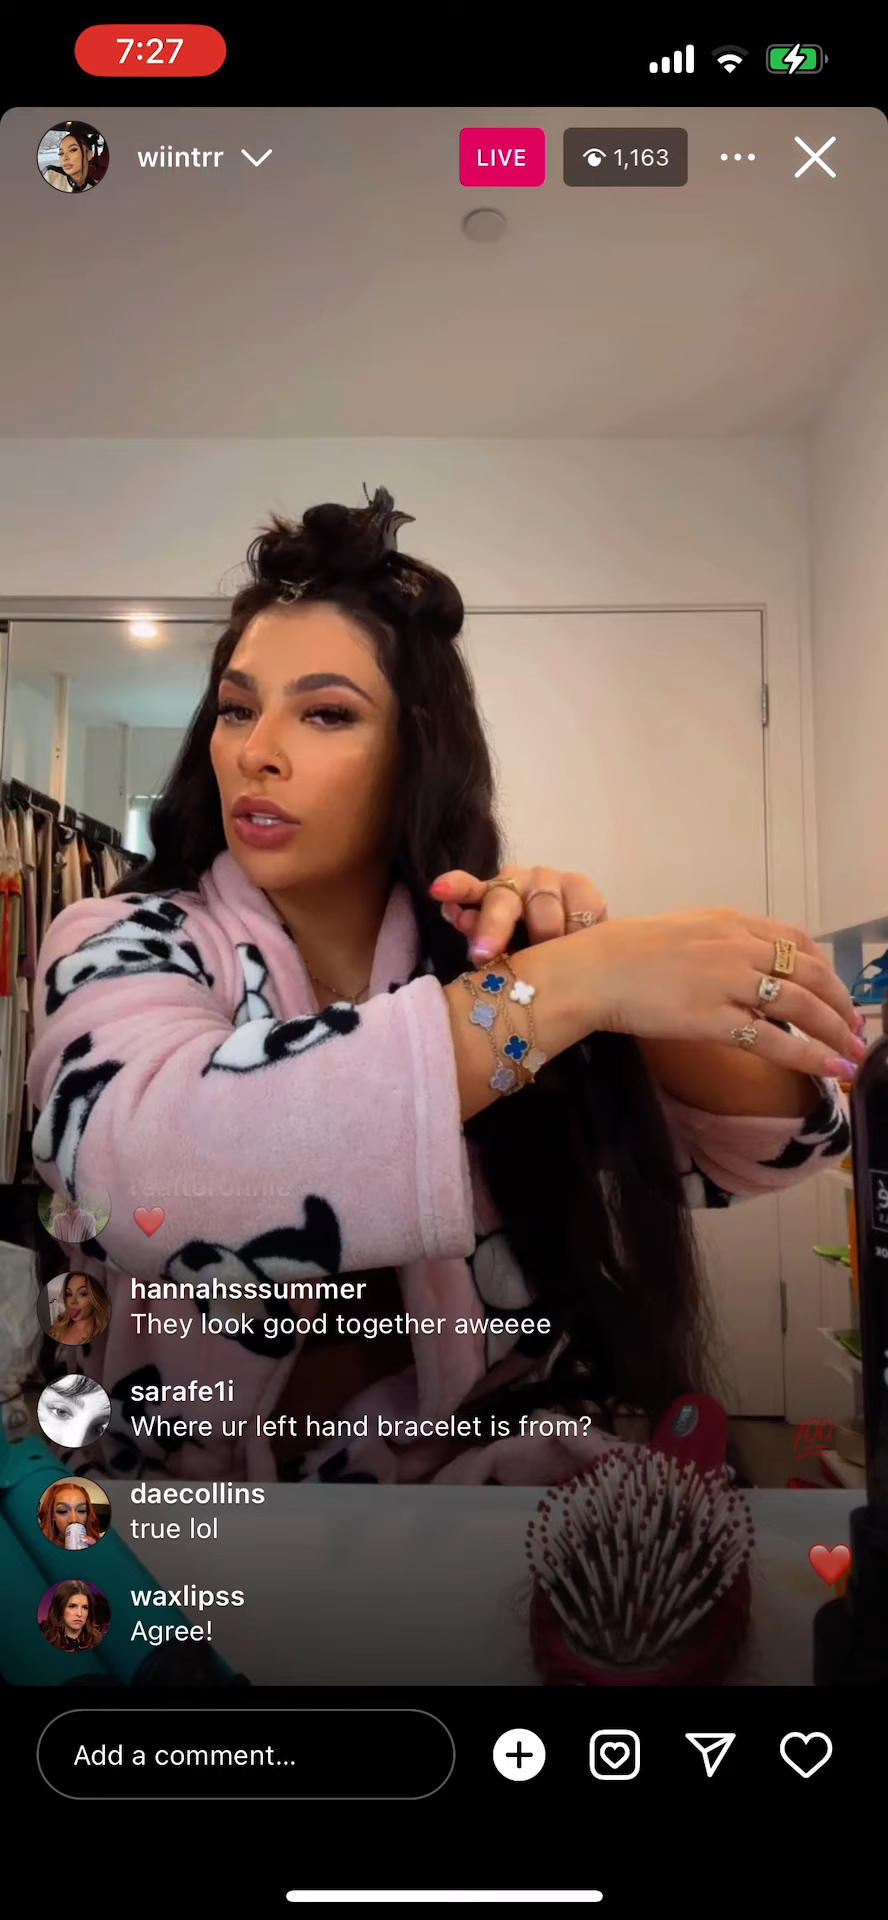 7:27
wiintrr
LIVE
1,163
❤️
hannahsssummer
They look good together aweeee
sarafe1i
Where ur left hand bracelet is from?
💯
daecollins
true lol
❤️
waxlipss
Agree!
Add a comment...